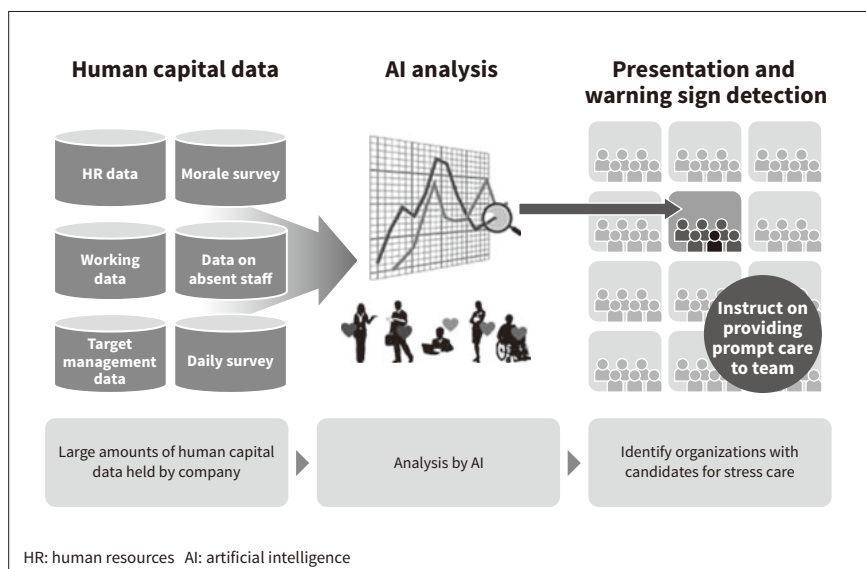 Human capital data
AI analysis
Presentation and
warning sign detection
HR data
Morale survey
Working
data
Data on
absent staff
Target
management
data
Daily survey
Instruct on
providing
prompt care
to team
Large amounts of human capital
data held by company
Analysis by AI
Identify organizations with
candidates for stress care
HR: human resources AI: artificial intelligence